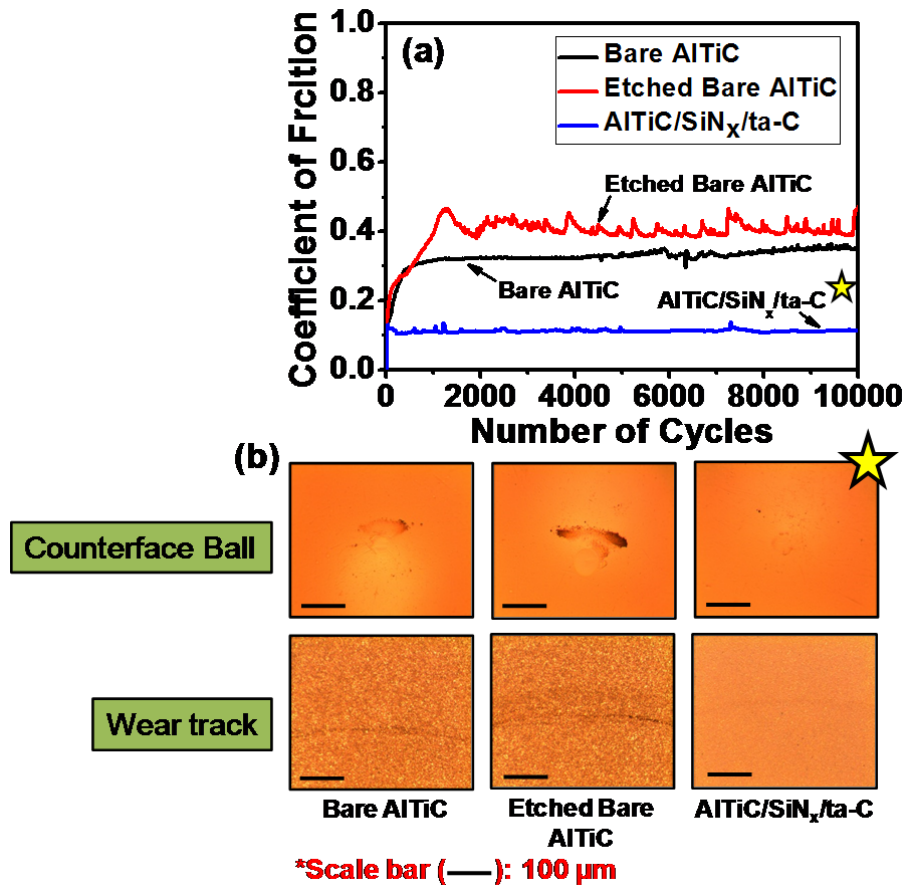 (a)
Coefficient of Frcition
1.0
0.8
0.6
0.4
0.2
0.0
Bare AlTiC
Etched Bare AlTiC
AlTiC/SiNX/ta-C
Etched Bare AlTiC
Bare AlTiC
AlTiC/SiNx/ta-C
0 2000 4000 6000 8000 10000
Number of Cycles
(b)
Counterface Ball
Wear track
Bare AlTiC
Etched Bare
AlTiC
AlTiC/SiNx/ta-C
*Scale bar (—): 100 µm